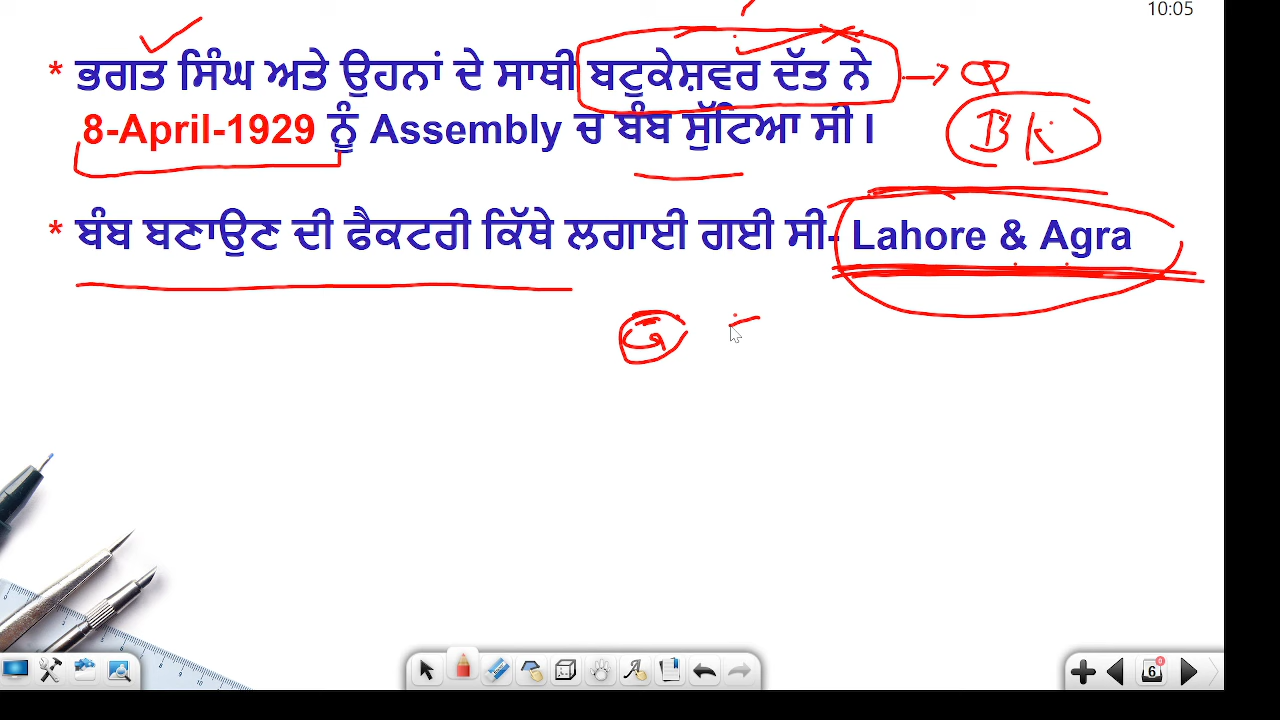 10:05
* ਭਗਤ ਸਿੰਘ ਅਤੇ ਉਹਨਾਂ ਦੇ ਸਾਥੀ ਬਟੁਕੇਸ਼ਵਰ ਦੱਤ ਨੇ
8-April-1929 ਨੂੰ Assembly ਚ ਬੰਬ ਸੁੱਟਿਆ ਸੀ।
BK
* ਬੰਬ ਬਣਾਉਣ ਦੀ ਫੈਕਟਰੀ ਕਿੱਥੇ ਲਗਾਈ ਗਈ ਸੀ- Lahore & Agra
6